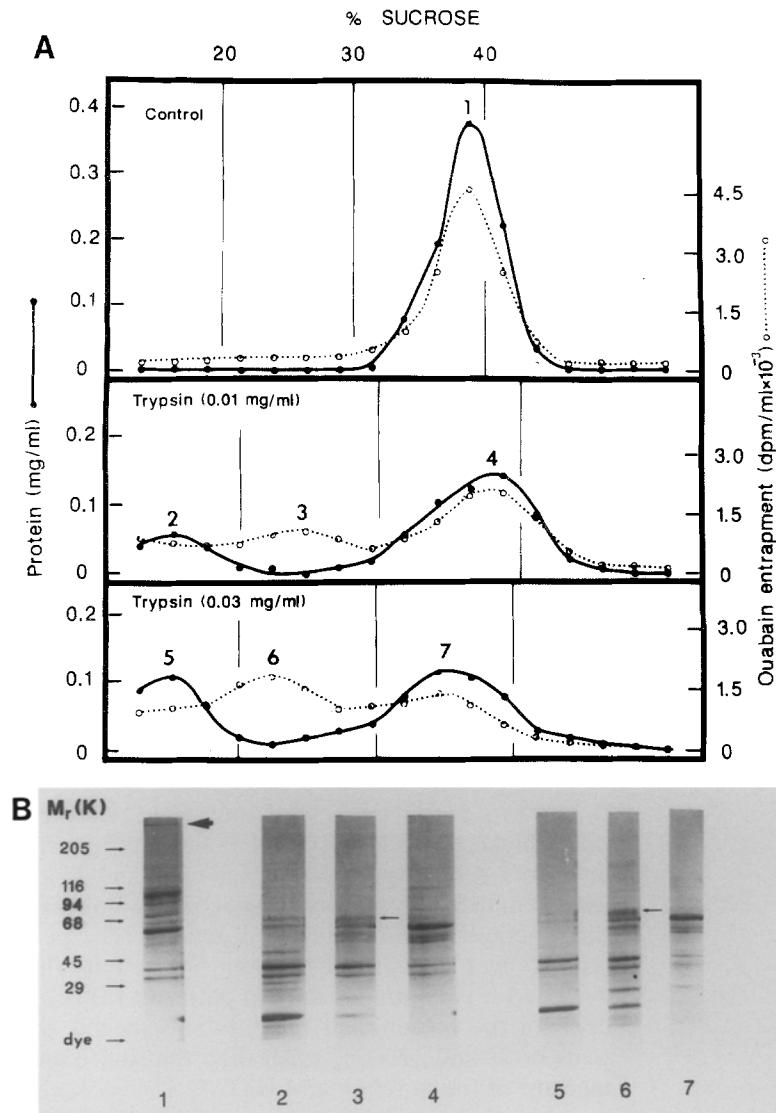 % SUCROSE
A
20 30 40
Control
1
0.4
0.3
0.2
0.1
0
4.5
3.0
1.5
0
Trypsin (0.01 mg/ml)
2 3 4
0.2
0.1
0
3.0
1.5
0
Trypsin (0.03 mg/ml)
5 6 7
0.2
0.1
0
3.0
1.5
0
Protein (mg/ml)
Ouabain entrapment (dpm/ml×10⁻³)
B
Mr(K)
205
116
94
68
45
29
dye
1 2 3 4 5 6 7